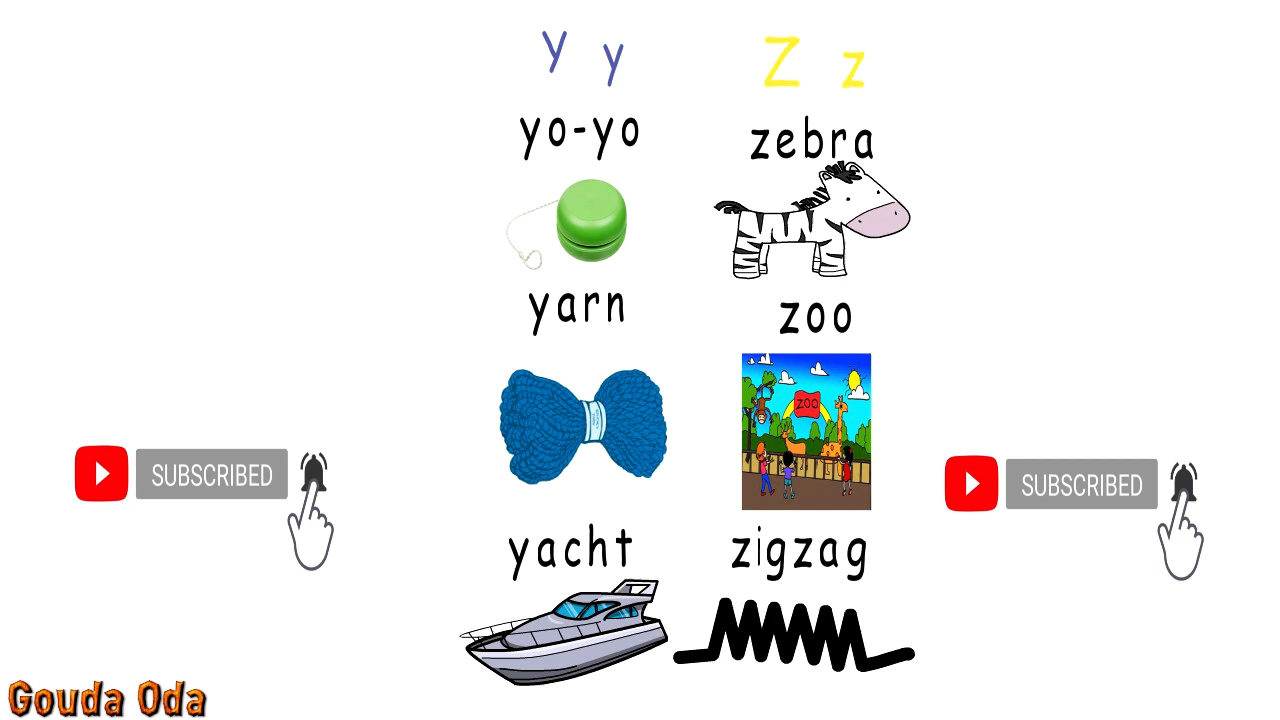 Y y
yo-yo
yarn
yacht
Z z
zebra
zoo
ZOO
zigzag
SUBSCRIBED
SUBSCRIBED
Gouda Oda